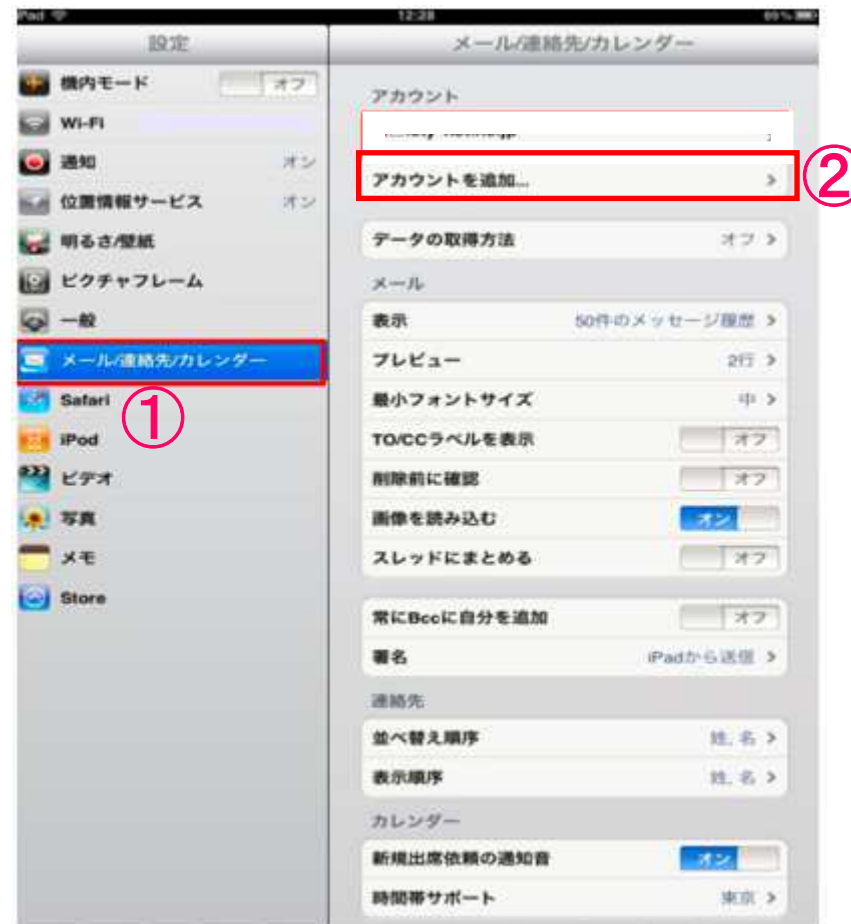 iPad
12:28
設定
メール/連絡先/カレンダー
機内モード オフ
Wi-Fi
通知 オン
位置情報サービス オン
明るさ/壁紙
ピクチャフレーム
一般
メール/連絡先/カレンダー
①
Safari
iPod
ビデオ
写真
メモ
Store
アカウント
アカウントを追加... >
②
データの取得方法 オフ >
メール
表示 50件のメッセージ履歴 >
プレビュー 2行 >
最小フォントサイズ 中 >
TO/CCラベルを表示 オフ
削除前に確認 オフ
画像を読み込む オン
スレッドにまとめる オフ
常にBccに自分を追加 オフ
署名 iPadから送信 >
連絡先
並べ替え順序 姓, 名 >
表示順序 姓, 名 >
カレンダー
新規出席依頼の通知音 オン
時間帯サポート 東京 >